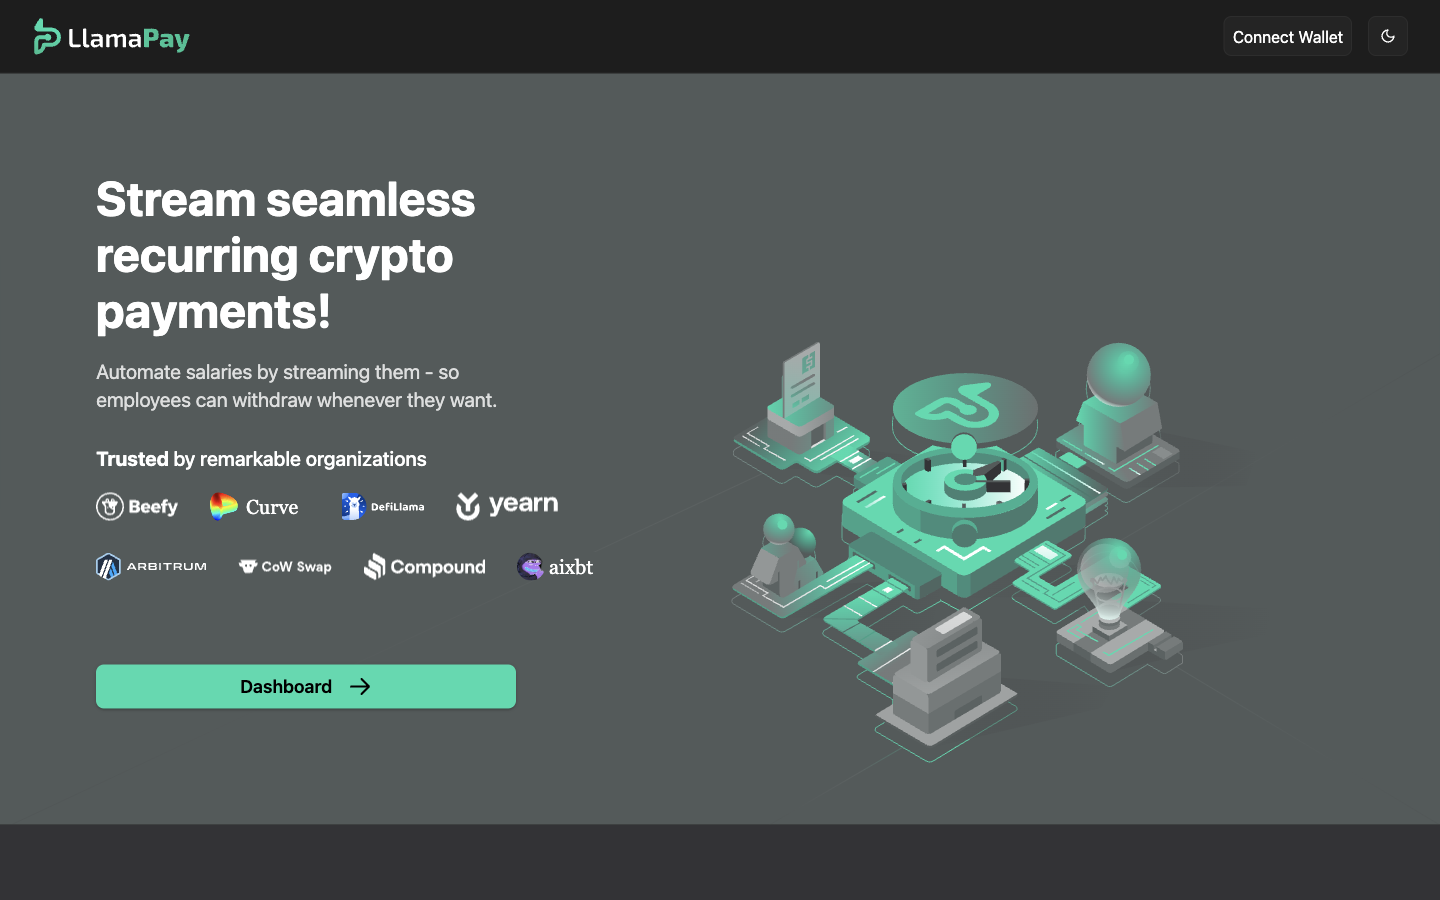 LlamaPay
Connect Wallet
Stream seamless
recurring crypto
payments!
Automate salaries by streaming them - so
employees can withdraw whenever they want.
Trusted by remarkable organizations
Beefy
Curve
DefiLlama
yearn
ARBITRUM
CoW Swap
Compound
aixbt
Dashboard